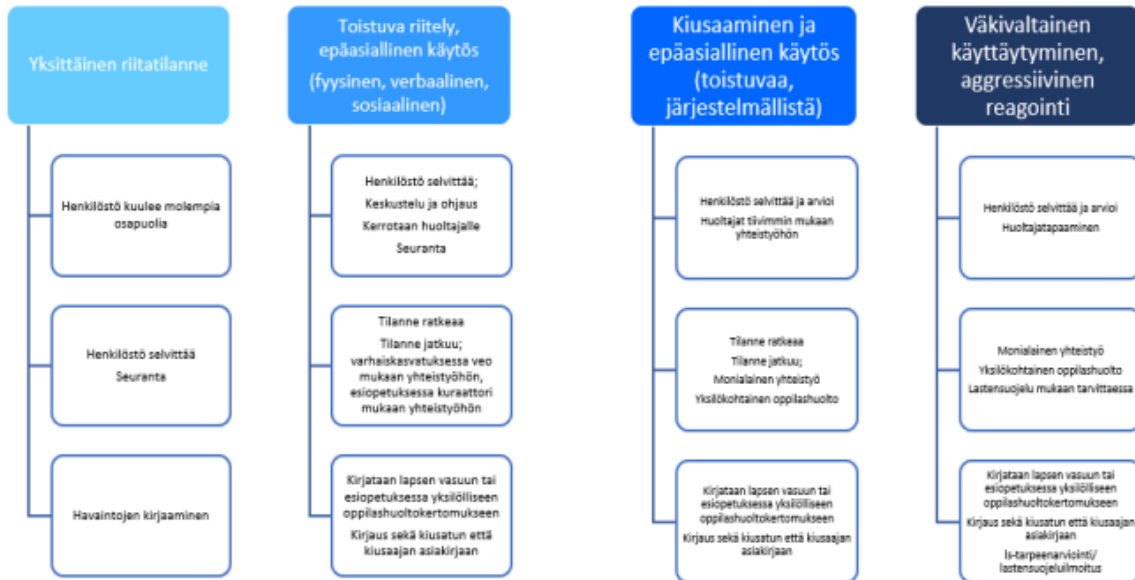 Yksittäinen riitatilanne
Henkilöstö kuulee molempia
osapuolia
Henkilöstö selvittää
Seuranta
Havaintojen kirjaaminen
Toistuva riitely,
epäasiallinen käytös
(fyysinen, verbaalinen,
sosiaalinen)
Henkilöstö selvittää;
Keskustelu ja ohjaus
Kerrotaan huoltajalle
Seuranta
Tilanne ratkeaa
Tilanne jatkuu;
varhaiskasvatuksessa veo
mukaan yhteistyöhön,
esiopetuksessa kuraattori
mukaan yhteistyöhön
Kirjataan lapsen vasuun tai
esiopetuksessa yksilölliseen
oppilashuoltokertomukseen
Kirjaus sekä kiusatun että
kiusaajan asiakirjaan
Kiusaaminen ja
epäasiallinen käytös
(toistuvaa,
järjestelmällistä)
Henkilöstö selvittää ja arvioi
Huoltajat tiivimmin mukaan
yhteistyöhön
Tilanne ratkeaa
Tilanne jatkuu;
Monialainen yhteistyö
Yksilökohtainen oppilashuolto
Kirjataan lapsen vasuun tai
esiopetuksessa yksilölliseen
oppilashuoltokertomukseen
Kirjaus sekä kiusatun että kiusaajan
asiakirjaan
Väkivaltainen
käyttäytyminen,
aggressiivinen
reagointi
Henkilöstö selvittää ja arvioi
Huoltajatapaaminen
Monialainen yhteistyö
Yksilökohtainen oppilashuolto
Lastensuojelu mukaan tarvittaessa
Kirjataan lapsen vasuun tai
esiopetuksessa yksilölliseen
oppilashuoltokertomukseen
Kirjaus sekä kiusatun että kiusaajan
asiakirjaan
ls-tarpeenarviointi/
lastensuojeluilmoitus